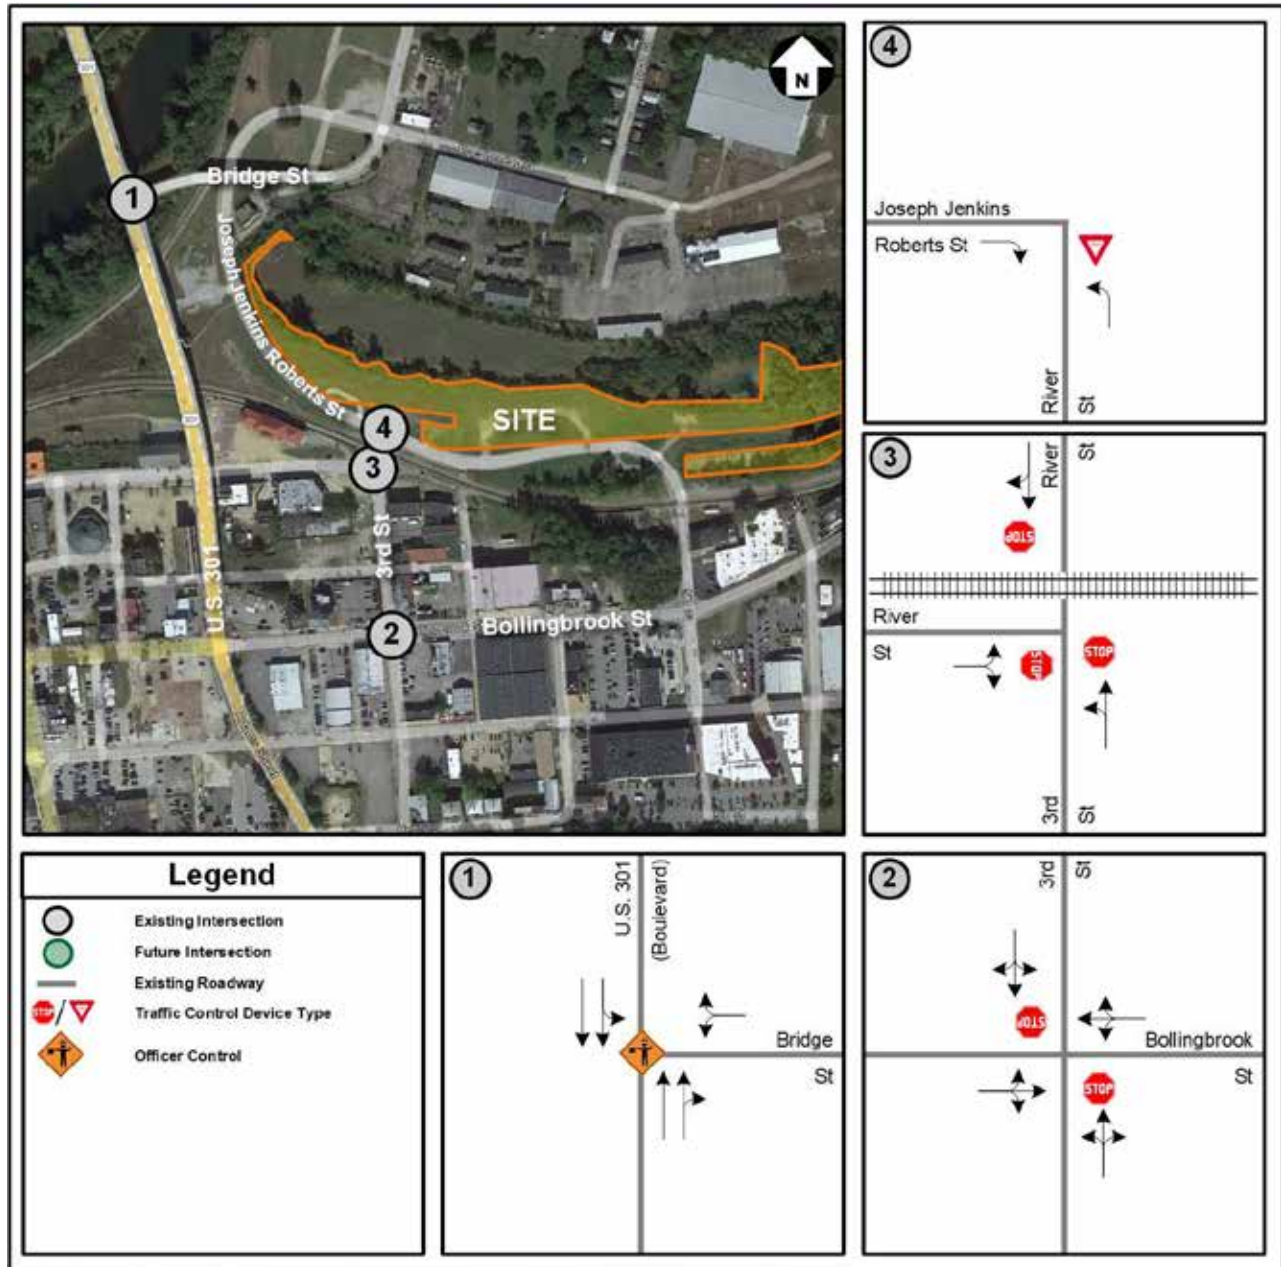 N
301
1
Bridge St
Joseph Jenkins Roberts St
SITE
4
3
3rd St
U.S. 301
2
Bollingbrook St
4
Joseph Jenkins
Roberts St
River
St
3
River
St
STOP
River
St
STOP
STOP
3rd
St
Legend
Existing Intersection
Future Intersection
Existing Roadway
STOP / Traffic Control Device Type
Officer Control
1
U.S. 301
(Boulevard)
Bridge
St
2
3rd
St
STOP
Bollingbrook
St
STOP